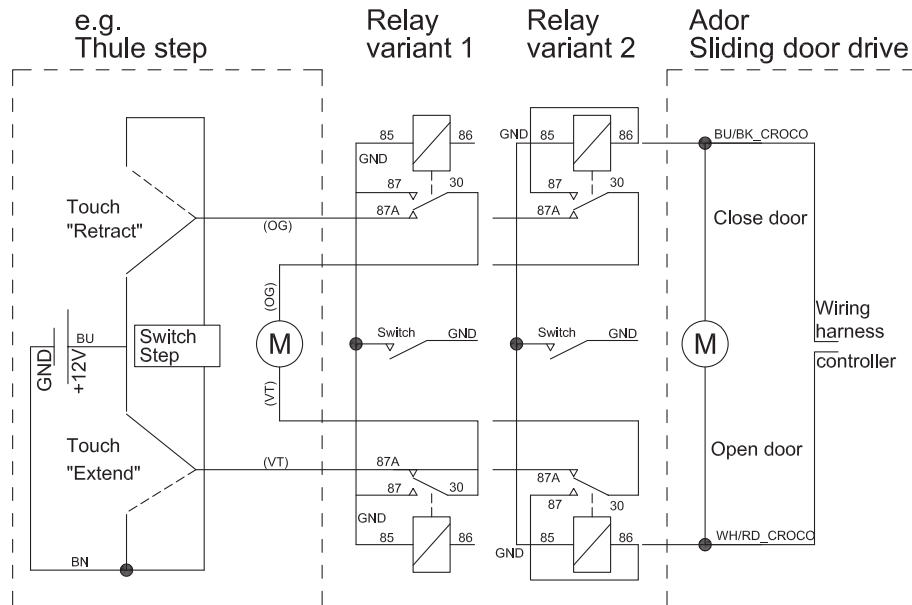 e.g.
Thule step
Relay
variant 1
Relay
variant 2
Ador
Sliding door drive
85
86
GND
87
30
87A
GND
85
86
87
30
87A
BU/BK_CROCO
Touch
"Retract"
(OG)
Close door
(OG)
GND
+12V
BU
Switch
Step
M
Switch
GND
Switch
GND
M
Wiring
harness
controller
(VT)
Touch
"Extend"
(VT)
87A
87
30
GND
85
86
87A
87
30
GND
85
86
Open door
WH/RD_CROCO
BN